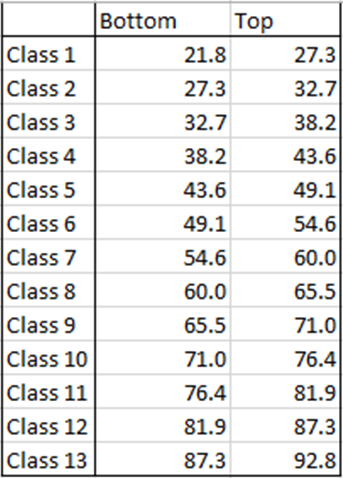 Bottom Top
Class 1 21.8 27.3
Class 2 27.3 32.7
Class 3 32.7 38.2
Class 4 38.2 43.6
Class 5 43.6 49.1
Class 6 49.1 54.6
Class 7 54.6 60.0
Class 8 60.0 65.5
Class 9 65.5 71.0
Class 10 71.0 76.4
Class 11 76.4 81.9
Class 12 81.9 87.3
Class 13 87.3 92.8